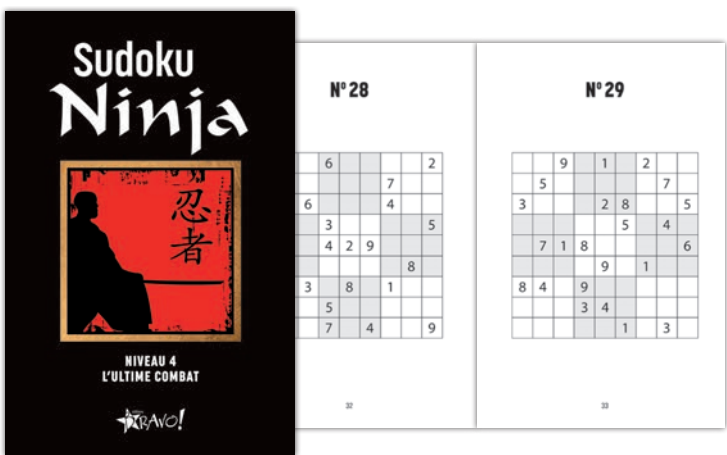 Sudoku
Ninja
忍
者
NIVEAU 4
L'ULTIME COMBAT
BRAVO!
Nº 28
6 2
7
6 4
3 5
4 2 9
8
3 8 1
5
7 4 9
32
Nº 29
9 1 2
5 7
3 2 8 5
5 4
7 1 8 6
9 1
8 4 9
3 4
1 3
33